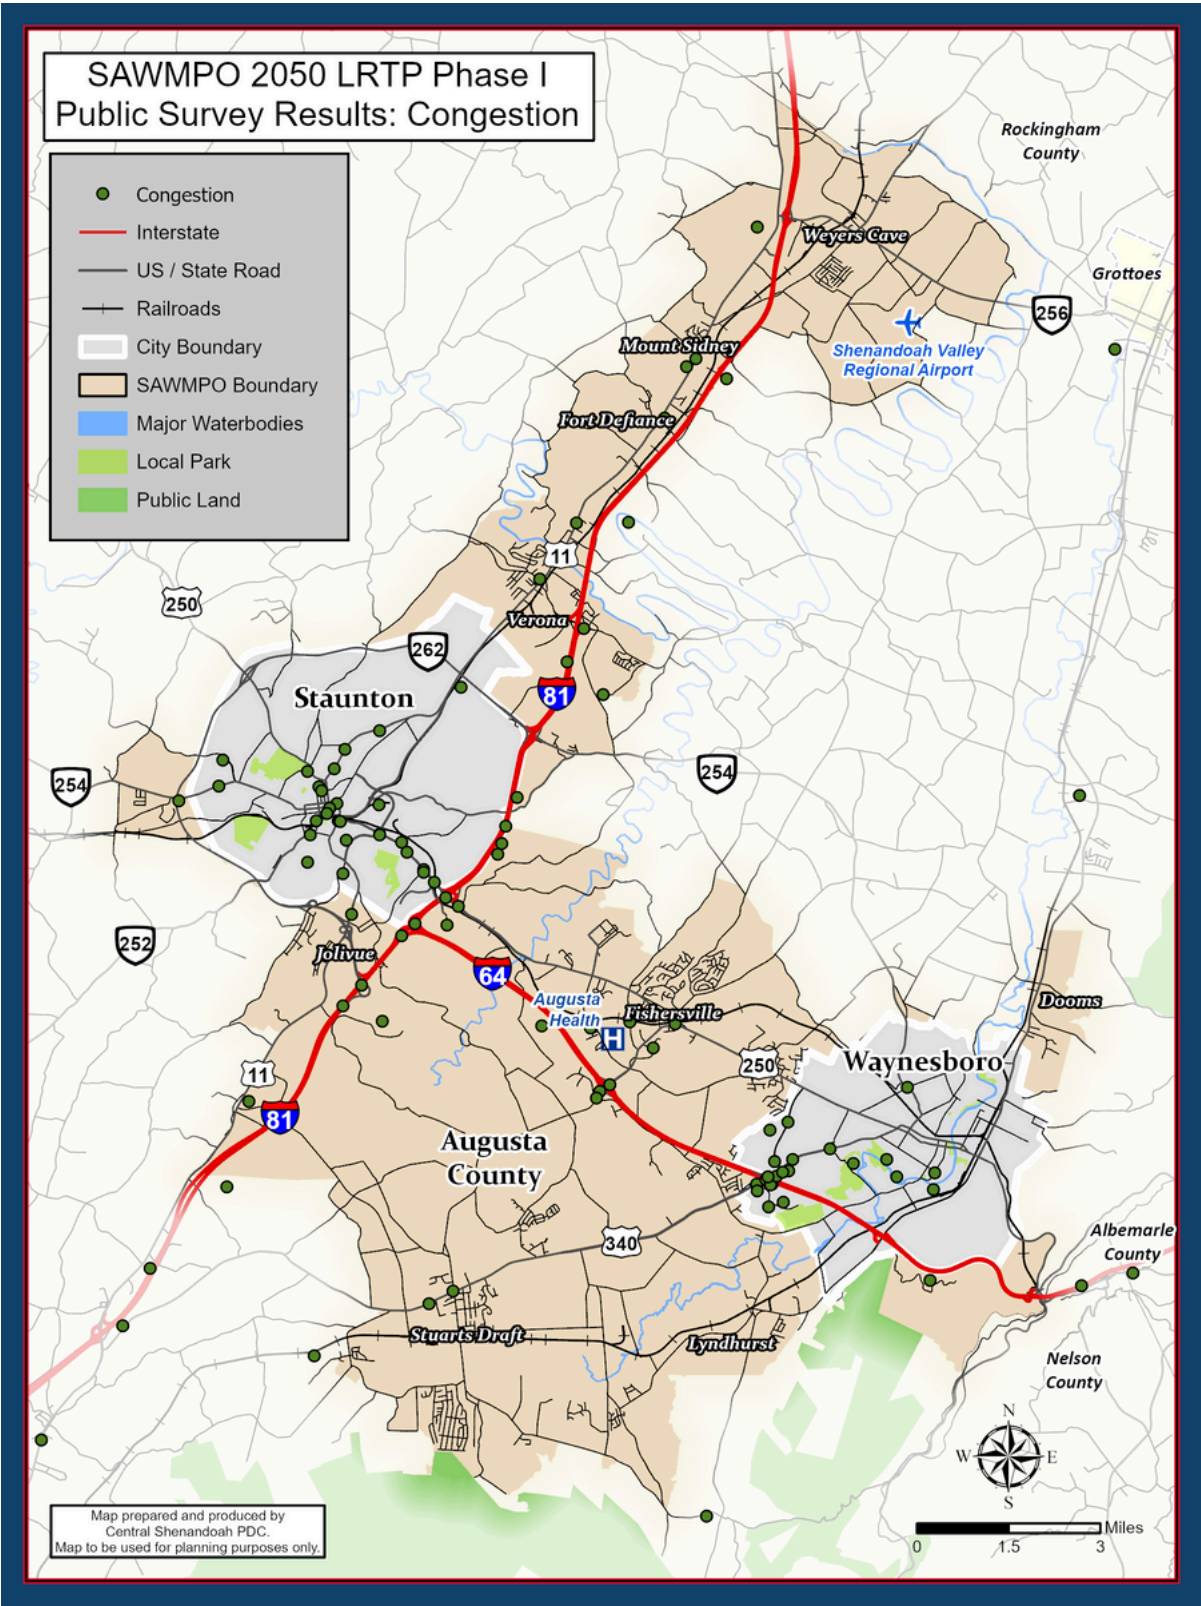 SAWMPO 2050 LRTP Phase I
Public Survey Results: Congestion
Congestion
Interstate
US / State Road
Railroads
City Boundary
SAWMPO Boundary
Major Waterbodies
Local Park
Public Land
Rockingham
County
Weyers Cave
Grottoes
256
Shenandoah Valley
Regional Airport
Mount Sidney
Fort Defiance
11
250
Verona
262
81
Staunton
254
254
252
Jolivue
64
Augusta
Health
H
Fishersville
Dooms
250
Waynesboro
11
81
Augusta
County
340
Albemarle
County
Stuarts Draft
Lyndhurst
Nelson
County
N
W E
S
Miles
0 1.5 3
Map prepared and produced by
Central Shenandoah PDC.
Map to be used for planning purposes only.